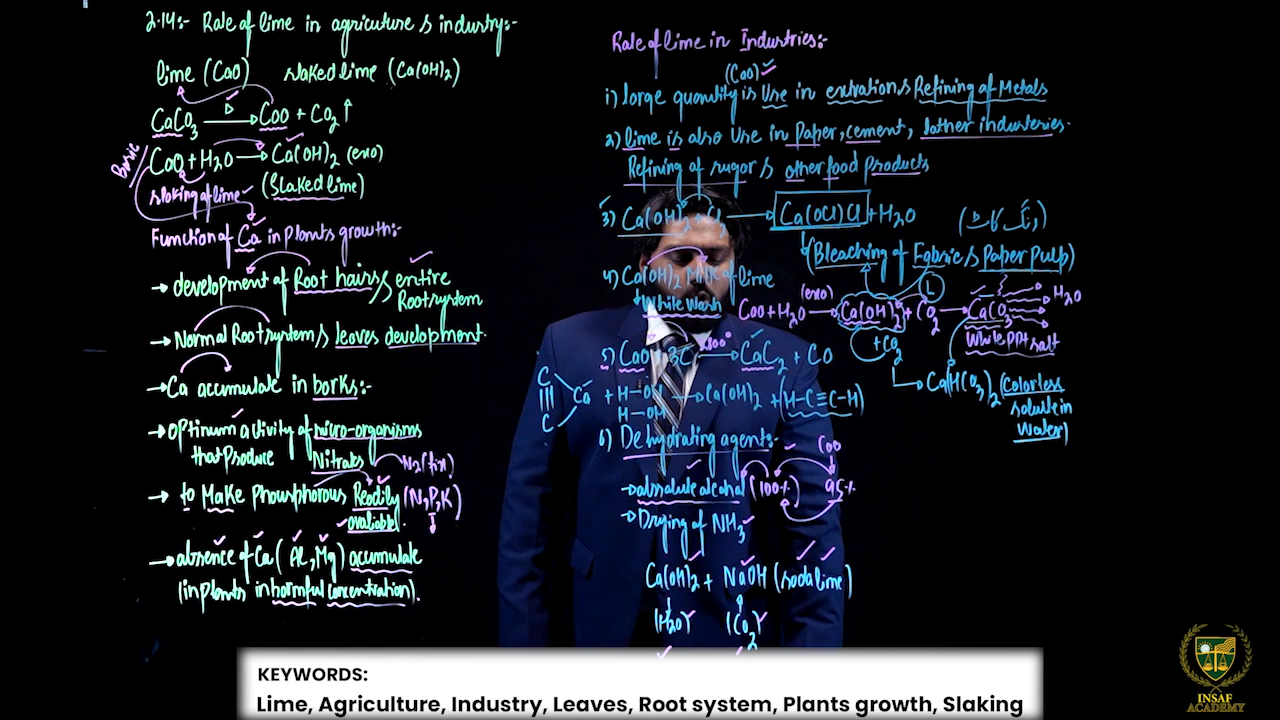 2.14:- Role of lime in agricuture & industry:-
lime (CaO) slaked lime (Ca(OH)2)
CaCO3 → CaO + CO2 ↑
CaO + H2O → Ca(OH)2 (exo)
Basic
(Slaked lime)
slaking of lime
Function of Ca in plants growth:-
→ development of Root hairs & entire
Root system
→ Normal Root system & leaves development.
→ Ca accumulate in barks:-
→ optimum activity of micro-organisms
that produce Nitrates N2(fix)
→ to Make Phousphorous Readily (N,P,K)
available.
→ absence of Ca (Al, Mg) accumulate
(in plants in harmful concentration).
Role of lime in Industries:-
(CaO)
1) large quantity is Use in extration & Refining of Metals
2) lime is also Use in Paper, cement, lather industeries.
Refining of sugar & other food products
3) Ca(OH)2 + Cl2 → Ca(OCl)Cl + H2O
(Bleaching of Fabric & Paper Pulp)
4) Ca(OH)2 Milk of lime
White Wash
CaO + H2O (exo) → Ca(OH)2 + CO2 → CaCO3 H2O
White PPt salt
+CO2
Ca(HCO3)2 (Colorless
solute in
Water)
5) CaO + 3C 2800° → CaC2 + CO
C≡C Ca + H-OH H-OH → Ca(OH)2 + (H-C≡C-H)
6) Dehydrating agents:-
CaO
→ absolute alcohal (100%) 95%
→ Drying of NH3
Ca(OH)2 + NaOH (soda lime)
(H2O) (CO2)
KEYWORDS:
Lime, Agriculture, Industry, Leaves, Root system, Plants growth, Slaking
INSAF
ACADEMY